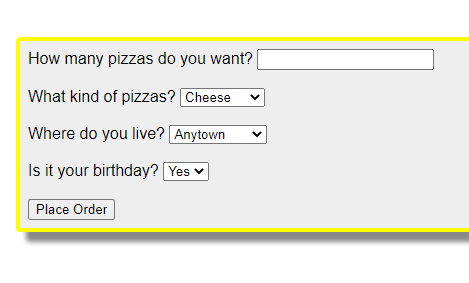 How many pizzas do you want?
What kind of pizzas? Cheese
Where do you live? Anytown
Is it your birthday? Yes
Place Order